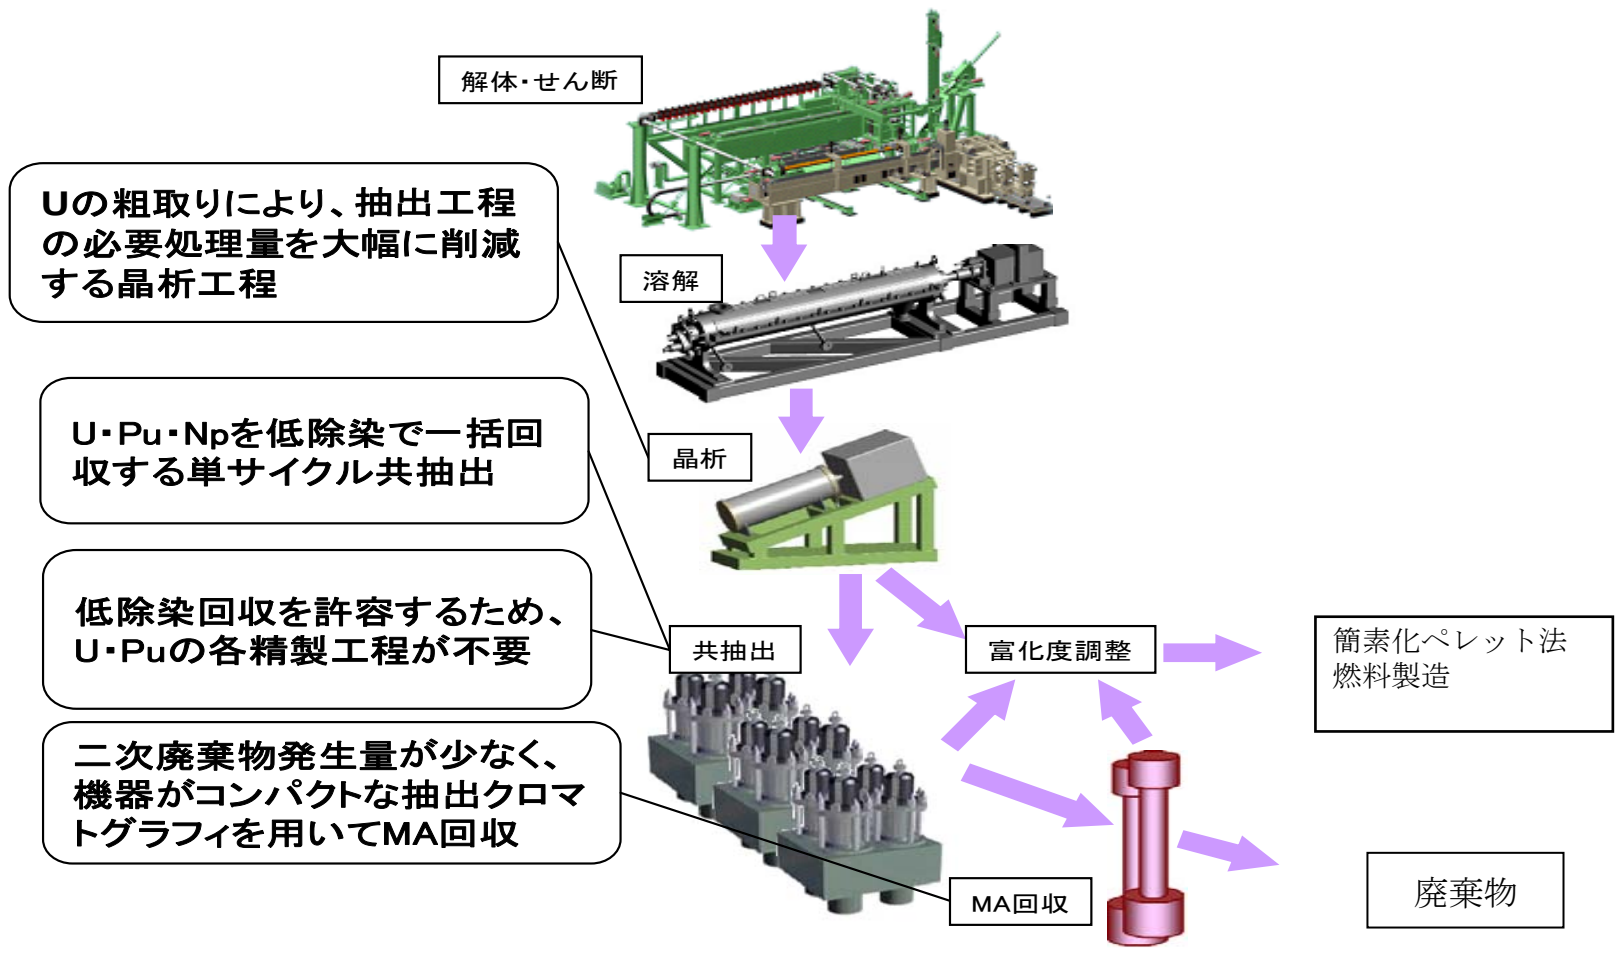 解体・せん断
Uの粗取りにより、抽出工程
の必要処理量を大幅に削減
する晶析工程
溶解
U・Pu・Npを低除染で一括回
収する単サイクル共抽出
晶析
低除染回収を許容するため、
U・Puの各精製工程が不要
共抽出
富化度調整
簡素化ペレット法
燃料製造
二次廃棄物発生量が少なく、
機器がコンパクトな抽出クロマ
トグラフィを用いてMA回収
MA回収
廃棄物